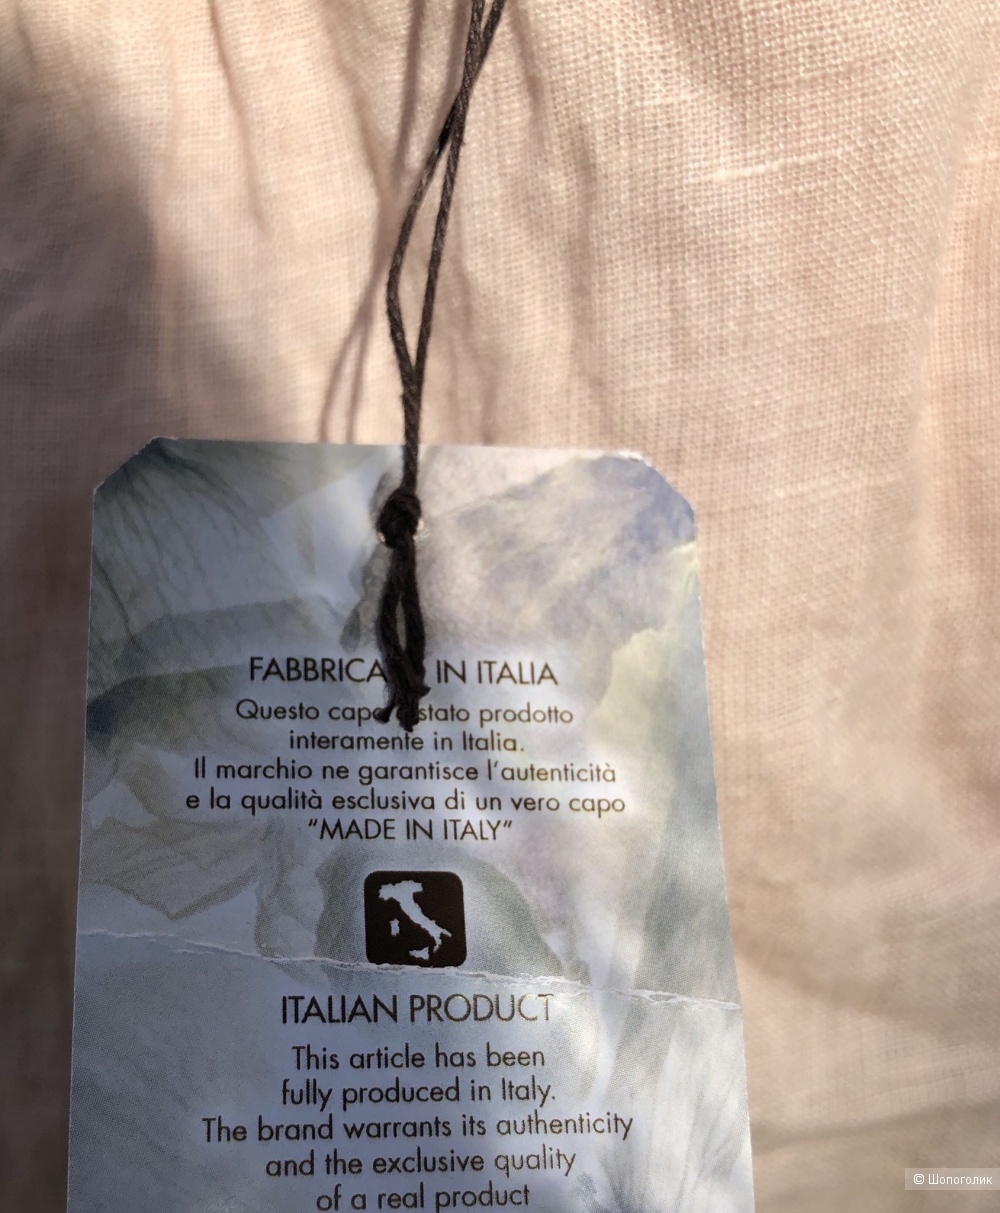 FABBRICA IN ITALIA
Questo capo stato prodotto
interamente in Italia.
Il marchio ne garantisce l'autenticità
e la qualità esclusiva di un vero capo
"MADE IN ITALY"
ITALIAN PRODUCT
This article has been
fully produced in Italy.
The brand warrants its authenticity
and the exclusive quality
of a real product
© Шопоголик